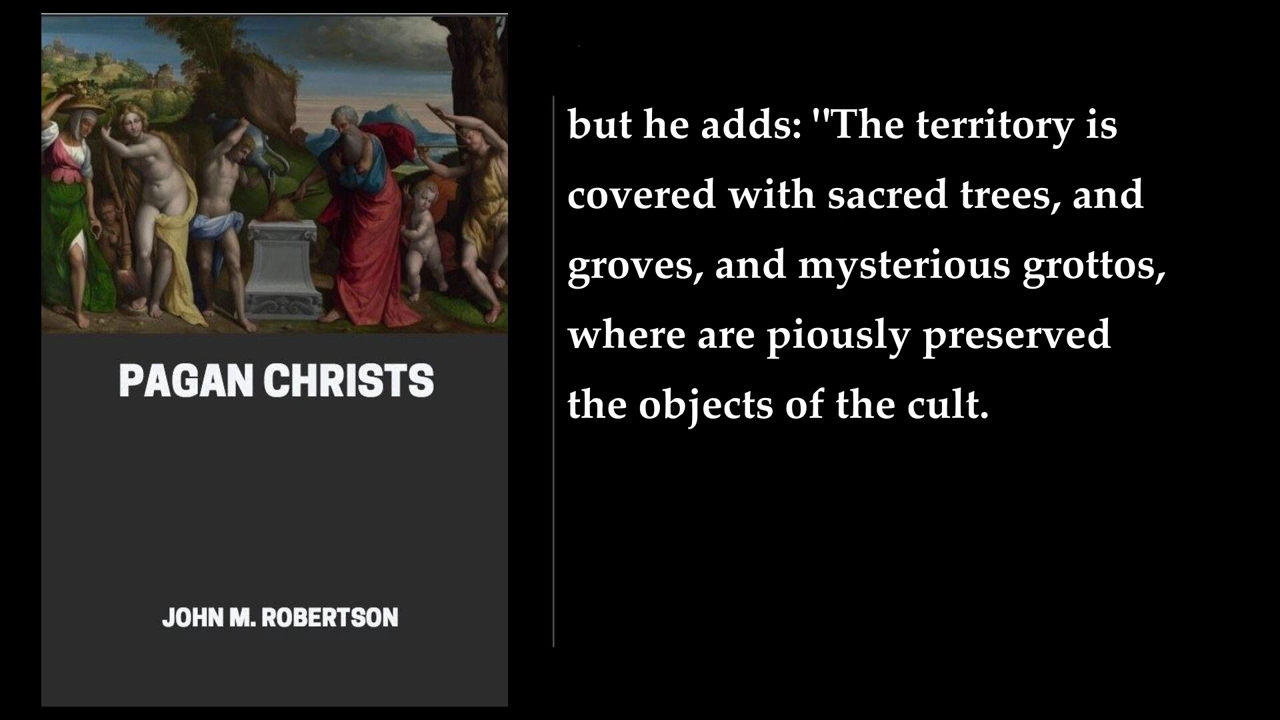 PAGAN CHRISTS
JOHN M. ROBERTSON
but he adds: "The territory is
covered with sacred trees, and
groves, and mysterious grottos,
where are piously preserved
the objects of the cult.